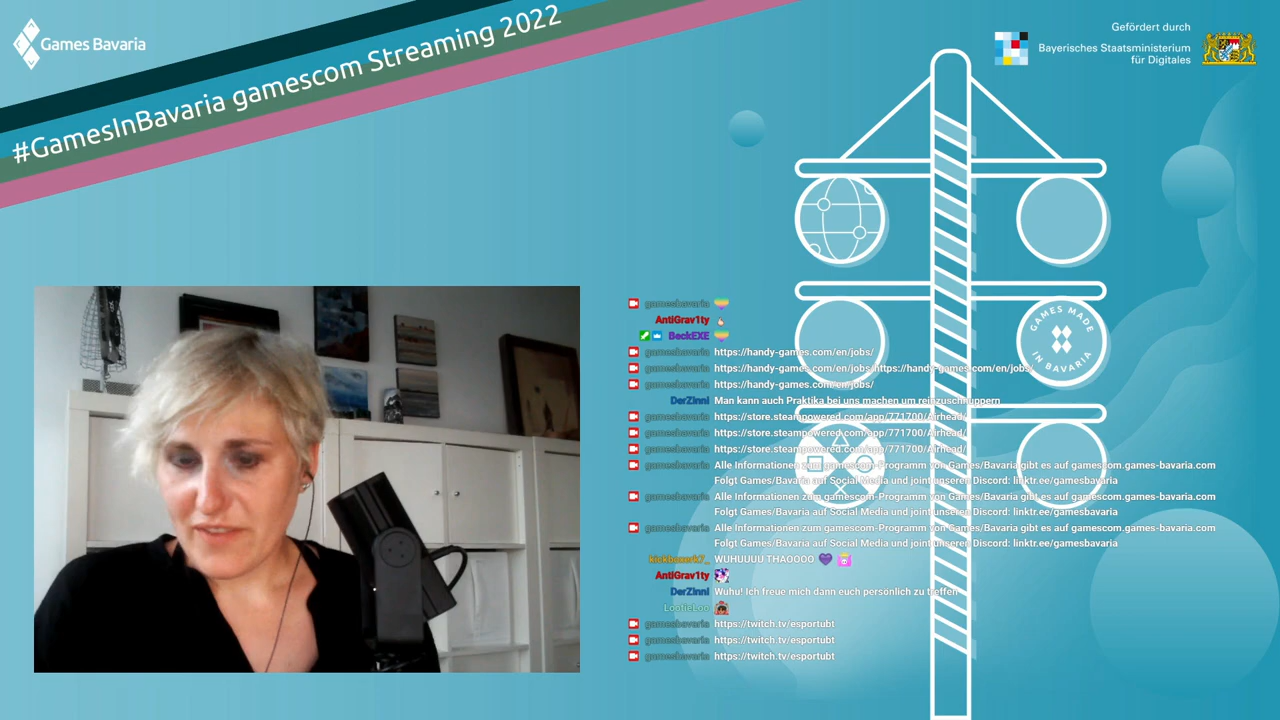 Games Bavaria
#GamesInBavaria gamescom Streaming 2022
Gefördert durch
Bayerisches Staatsministerium
für Digitales
GAMES MADE
IN BAVARIA
gamesbavaria
AntiGrav1ty
BeckEXE
gamesbavaria https://handy-games.com/en/jobs/
gamesbavaria https://handy-games.com/en/jobs/https://handy-games.com/en/jobs/
gamesbavaria https://handy-games.com/en/jobs/
DerZinni Man kann auch Praktika bei uns machen um reinzuschnuppern
gamesbavaria https://store.steampowered.com/app/771700/Airhead/
gamesbavaria https://store.steampowered.com/app/771700/Airhead/
gamesbavaria https://store.steampowered.com/app/771700/Airhead/
gamesbavaria Alle Informationen zum gamescom-Programm von Games/Bavaria gibt es auf gamescom.games-bavaria.com
Folgt Games/Bavaria auf Social Media und joint unseren Discord: linktr.ee/gamesbavaria
gamesbavaria Alle Informationen zum gamescom-Programm von Games/Bavaria gibt es auf gamescom.games-bavaria.com
Folgt Games/Bavaria auf Social Media und joint unseren Discord: linktr.ee/gamesbavaria
gamesbavaria Alle Informationen zum gamescom-Programm von Games/Bavaria gibt es auf gamescom.games-bavaria.com
Folgt Games/Bavaria auf Social Media und joint unseren Discord: linktr.ee/gamesbavaria
WUHUUUU THAOOOO
AntiGrav1ty
DerZinni Wuhu! Ich freue mich dann euch persönlich zu treffen
LootieLoo
gamesbavaria https://twitch.tv/esportubt
gamesbavaria https://twitch.tv/esportubt
gamesbavaria https://twitch.tv/esportubt